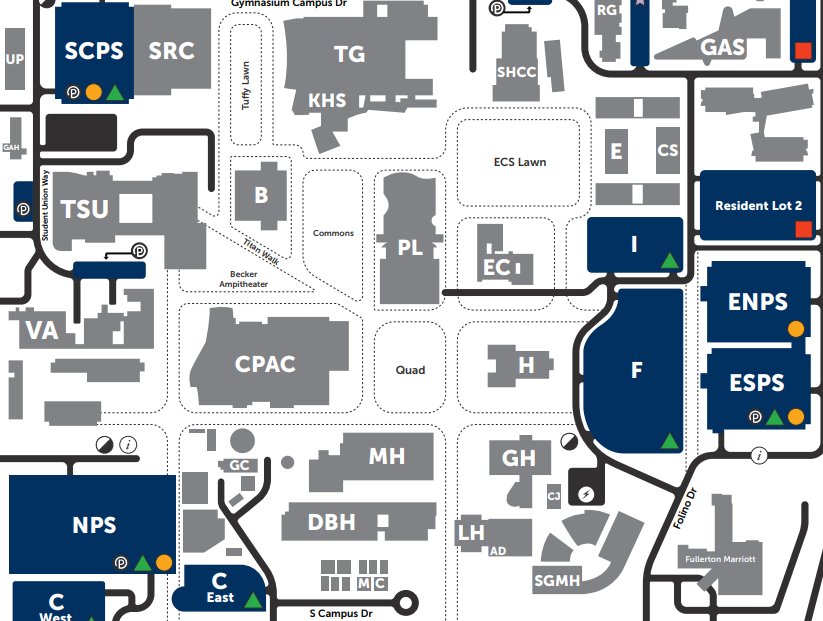 Gymnasium Campus Dr
SCPS
SRC
UP
P
TG
KHS
Tuffy Lawn
P
SHCC
RG
GAS
GAH
ECS Lawn
E
CS
Student Union Way
P
TSU
B
Commons
PL
Resident Lot 2
I
EC
Titan Walk
Becker
Ampitheater
P
VA
CPAC
Quad
H
F
ENPS
ESPS
P
i
i
GC
MH
GH
CJ
NPS
P
DBH
LH
AD
Folino Dr
Fullerton Marriott
SGMH
C
East
M C
C
West
S Campus Dr